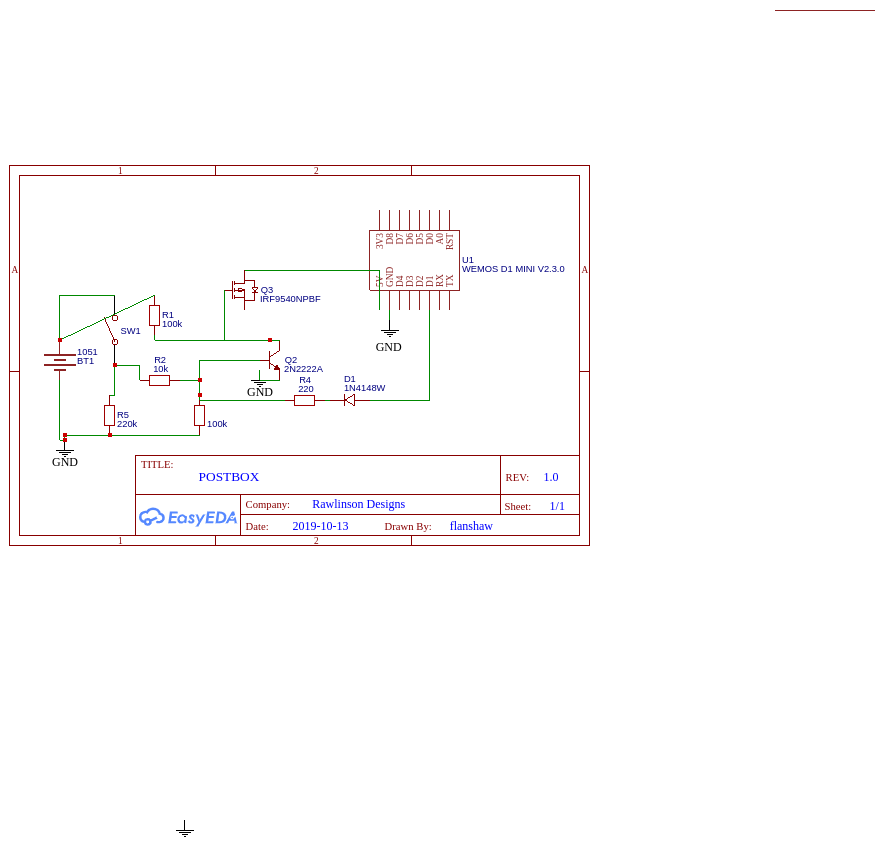 1 2
A A
3V3 D8 D7 D6 D5 D0 A0 RST
5V GND D4 D3 D2 D1 RX TX
U1
WEMOS D1 MINI V2.3.0
GND
Q3
IRF9540NPBF
R1
100k
SW1
1051
BT1
R2
10k
Q2
2N2222A
GND
R4
220
D1
1N4148W
R5
220k
100k
GND
TITLE:
POSTBOX
REV: 1.0
EasyEDA
Company: Rawlinson Designs
Sheet: 1/1
Date: 2019-10-13 Drawn By: flanshaw
1 2